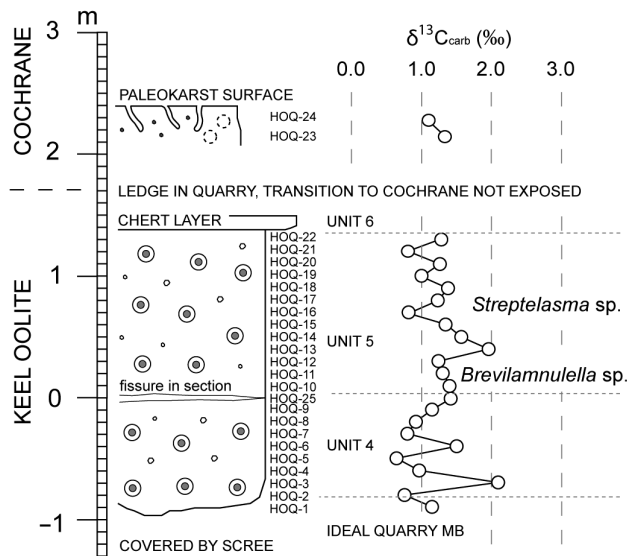 m
δ13Ccarb (‰)
0.0 1.0 2.0 3.0
3
2
1
0
−1
COCHRANE
KEEL OOLITE
PALEOKARST SURFACE
HOQ-24
HOQ-23
LEDGE IN QUARRY, TRANSITION TO COCHRANE NOT EXPOSED
CHERT LAYER
UNIT 6
HOQ-22
HOQ-21
HOQ-20
HOQ-19
HOQ-18
HOQ-17
HOQ-16
HOQ-15
HOQ-14
HOQ-13
HOQ-12
HOQ-11
HOQ-10
HOQ-25
HOQ-9
HOQ-8
HOQ-7
HOQ-6
HOQ-5
HOQ-4
HOQ-3
HOQ-2
HOQ-1
Streptelasma sp.
UNIT 5
Brevilamnulella sp.
fissure in section
UNIT 4
IDEAL QUARRY MB
COVERED BY SCREE